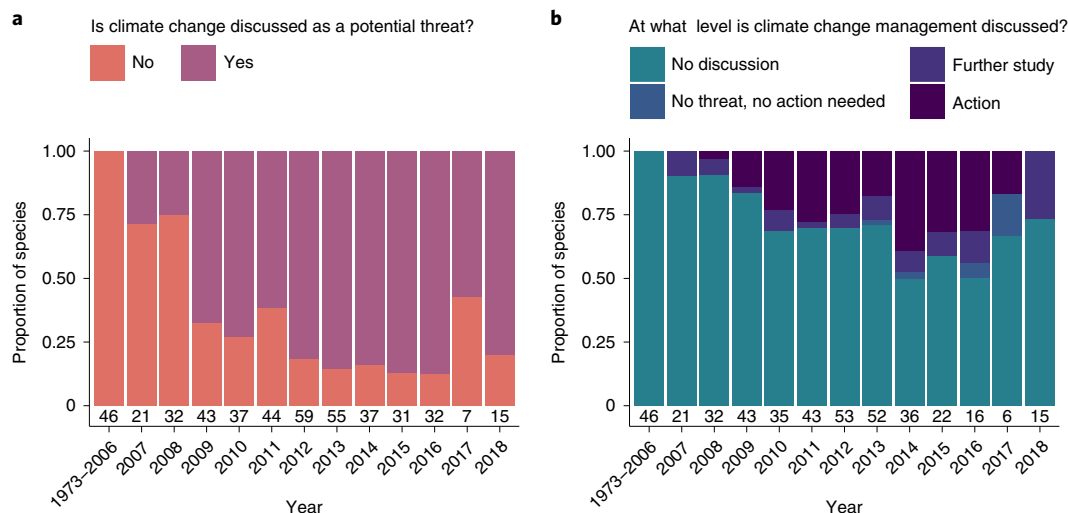 a
Is climate change discussed as a potential threat?
No
Yes
1.00
0.75
0.50
0.25
0
Proportion of species
46 21 32 43 37 44 59 55 37 31 32 7 15
1973–2006 2007 2008 2009 2010 2011 2012 2013 2014 2015 2016 2017 2018
Year
b
At what level is climate change management discussed?
No discussion
Further study
No threat, no action needed
Action
1.00
0.75
0.50
0.25
0
Proportion of species
46 21 32 43 35 43 53 52 36 22 16 6 15
1973–2006 2007 2008 2009 2010 2011 2012 2013 2014 2015 2016 2017 2018
Year